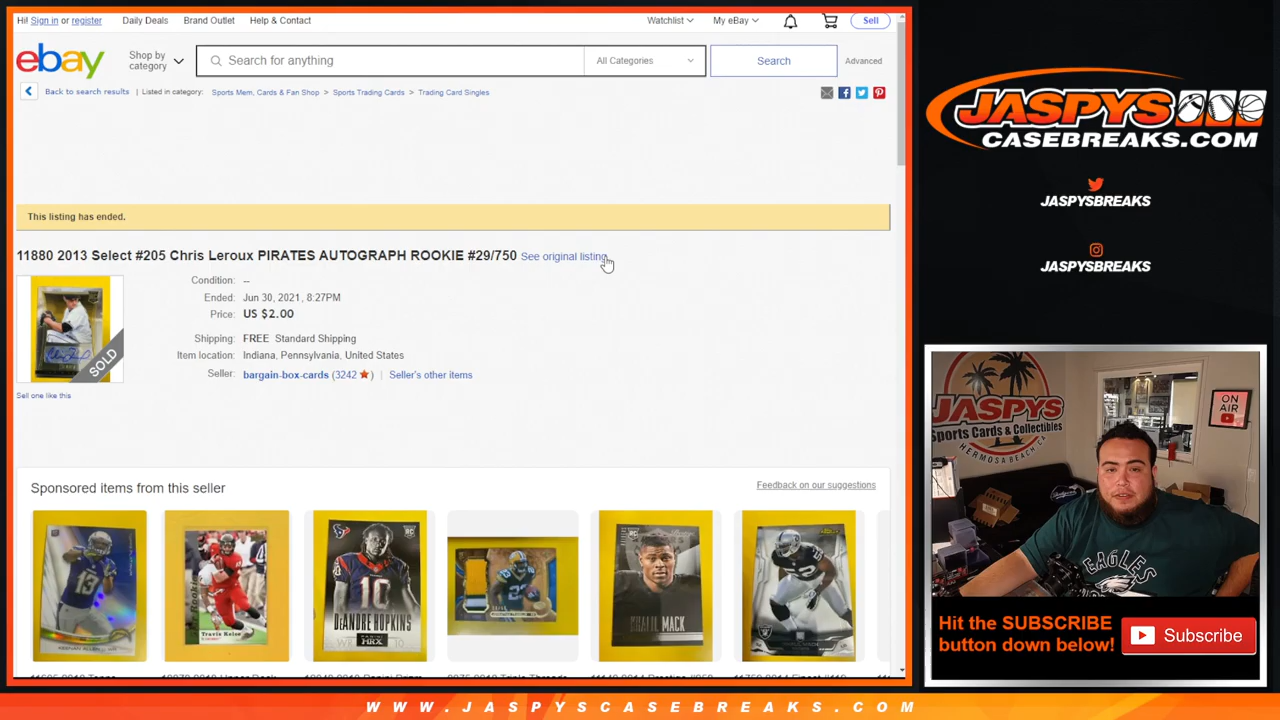 Hi! Sign in or register Daily Deals Brand Outlet Help & Contact Watchlist My eBay Sell
ebay Shop by category Search for anything All Categories Search Advanced
Back to search results | Listed in category: Sports Mem, Cards & Fan Shop > Sports Trading Cards > Trading Card Singles
This listing has ended.
11880 2013 Select #205 Chris Leroux PIRATES AUTOGRAPH ROOKIE #29/750 See original listing
Condition: --
Ended: Jun 30, 2021, 8:27PM
Price: US $2.00
Shipping: FREE Standard Shipping
Item location: Indiana, Pennsylvania, United States
Seller: bargain-box-cards (3242 ) | Seller's other items
SOLD
Sell one like this
Sponsored items from this seller
Feedback on our suggestions
13
Rookie
Travis Kelce
10
DEANDRE HOPKINS
KHALIL MACK
JASPYS
CASEBREAKS.COM
JASPYSBREAKS
JASPYSBREAKS
JASPYS
Sports Cards & Collectibles
HERMOSA BEACH, CA
ON AIR
EAGLES
Hit the SUBSCRIBE
button down below!
Subscribe
WWW.JASPYSCASEBREAKS.COM